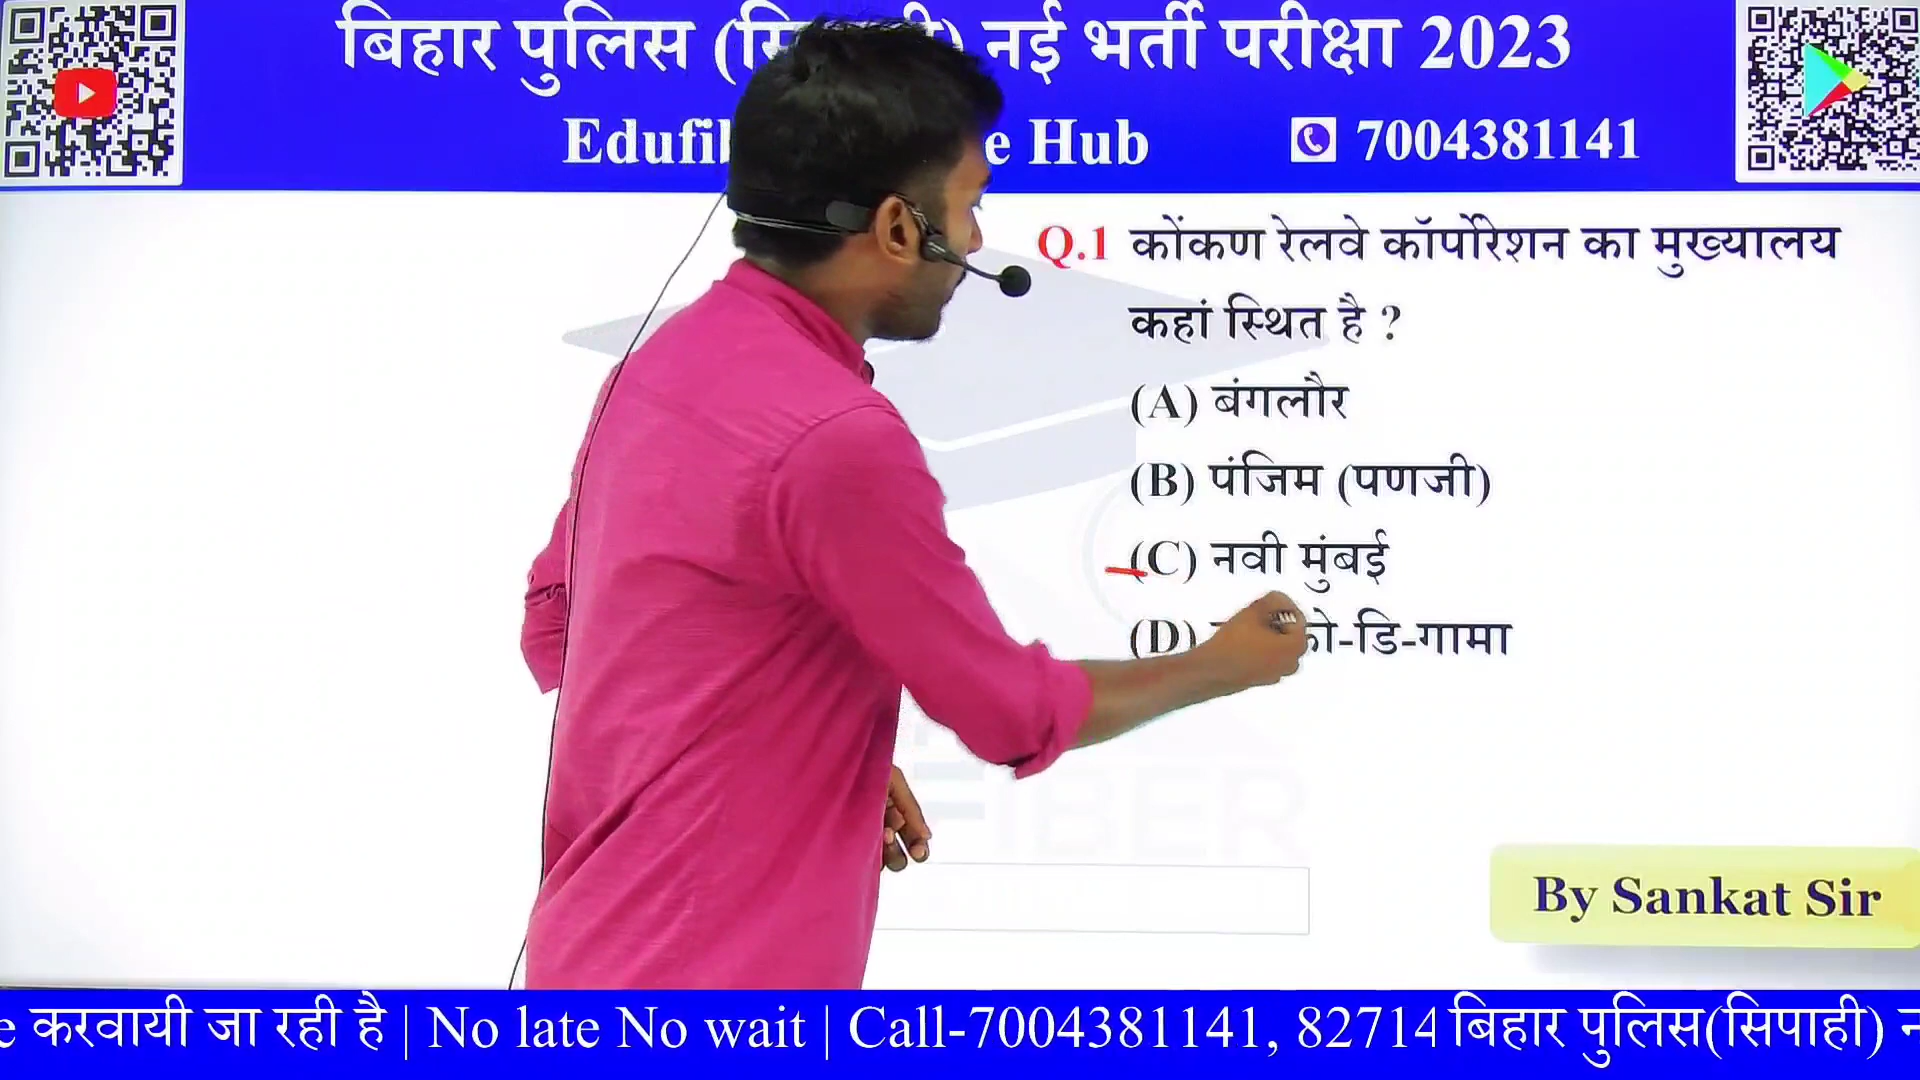 बिहार पुलिस नई भर्ती परीक्षा 2023
Hub 7004381141
Q.1 कोंकण रेलवे कॉर्पोरेशन का मुख्यालय
कहां स्थित है ?
(A) बंगलौर
(B) पंजिम (पणजी)
(C) नवी मुंबई
(D) को-डि-गामा
FIBER
By Sankat Sir
e करवायी जा रही है | No late No wait | Call-7004381141, 82714 बिहार पुलिस(सिपाही) न